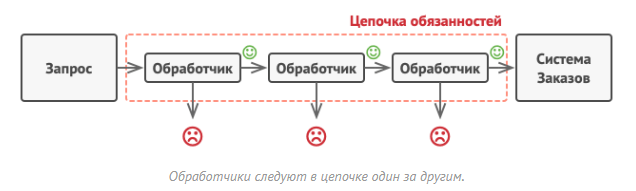 Цепочка обязанностей
Запрос
Обработчик
Обработчик
Обработчик
Система
Заказов
Обработчики следуют в цепочке один за другим.